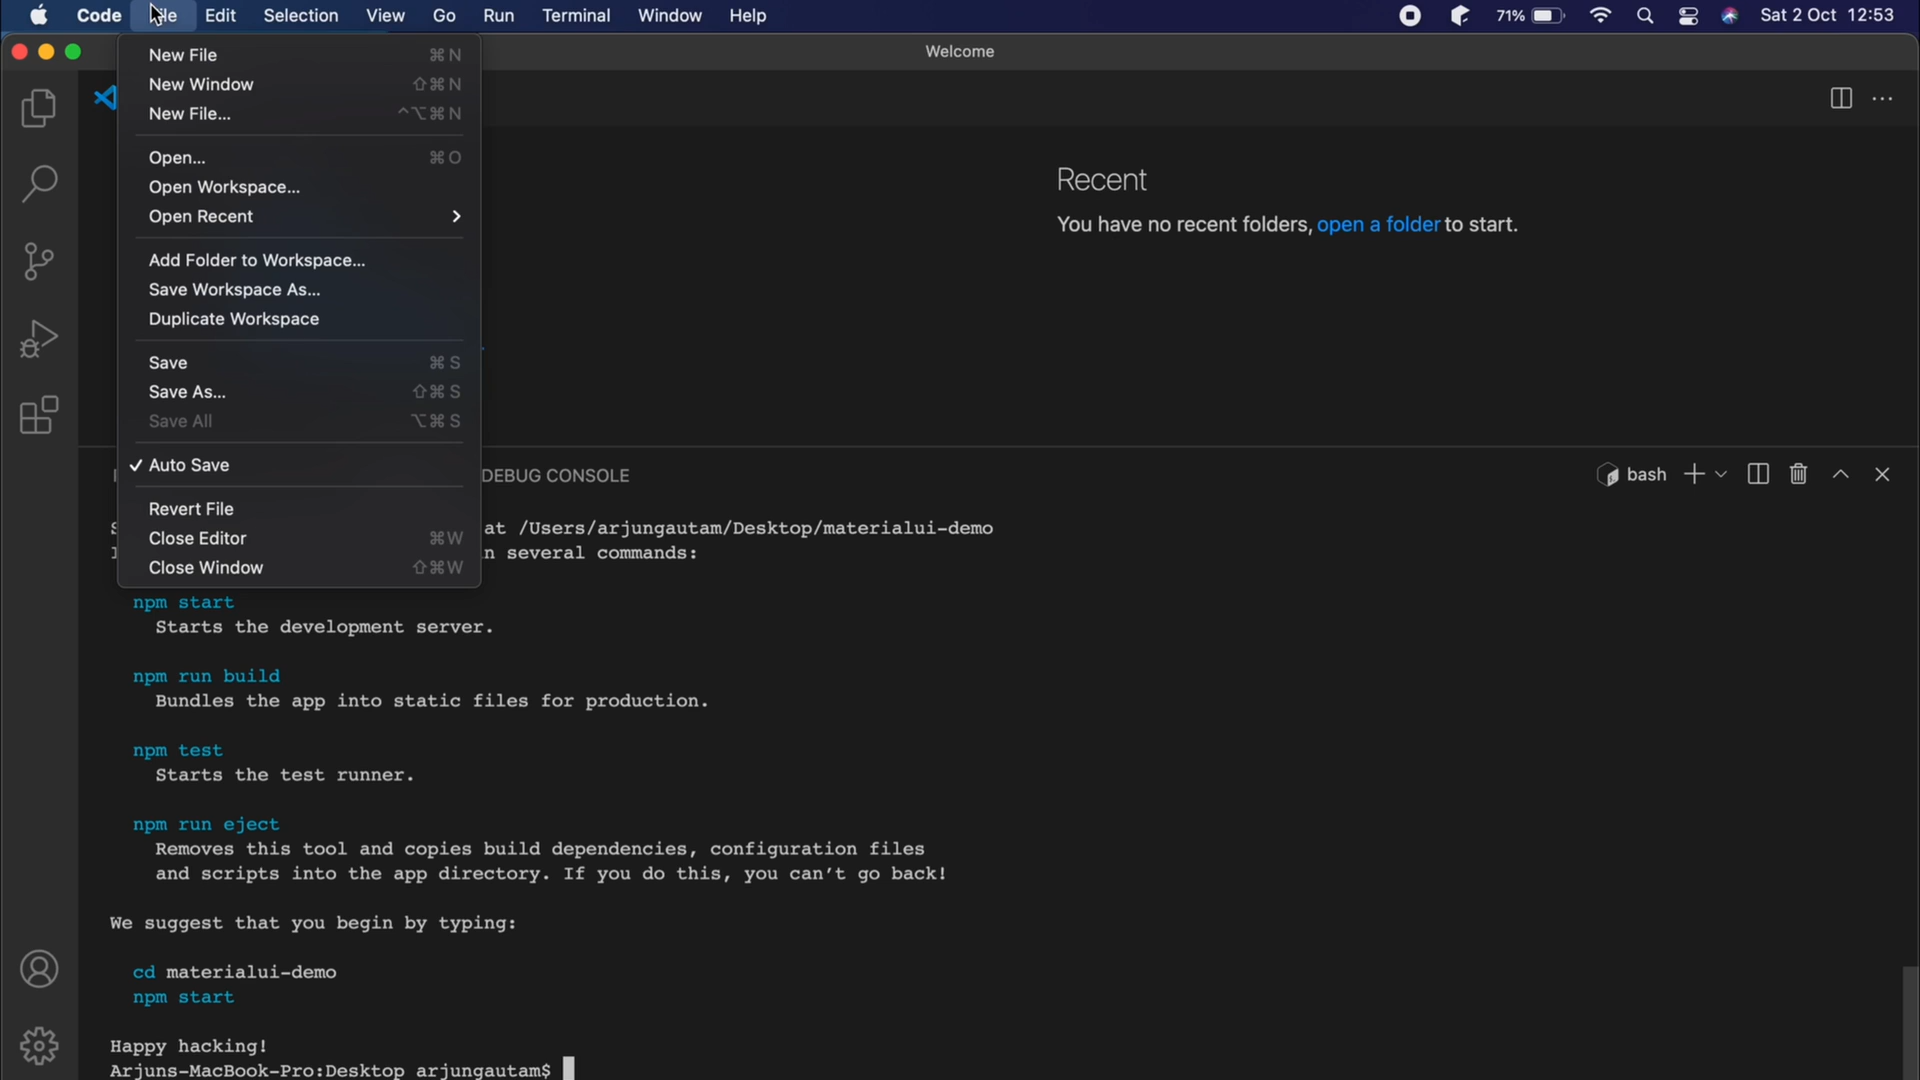 Code File Edit Selection View Go Run Terminal Window Help 71% Sat 2 Oct 12:53
Welcome
New File ⌘ N
New Window ⇧ ⌘ N
New File... ^⌥⌘ N
Open... ⌘ O
Open Workspace...
Open Recent >
Add Folder to Workspace...
Save Workspace As...
Duplicate Workspace
Save ⌘ S
Save As... ⇧⌘ S
Save All ⌥⌘ S
✓ Auto Save
Revert File
Close Editor ⌘W
Close Window ⇧⌘W
Recent
You have no recent folders, open a folder to start.
DEBUG CONSOLE
bash
at /Users/arjungautam/Desktop/materialui-demo
several commands:
npm start
Starts the development server.
npm run build
Bundles the app into static files for production.
npm test
Starts the test runner.
npm run eject
Removes this tool and copies build dependencies, configuration files
and scripts into the app directory. If you do this, you can't go back!
We suggest that you begin by typing:
cd materialui-demo
npm start
Happy hacking!
Arjuns-MacBook-Pro:Desktop arjungautam$